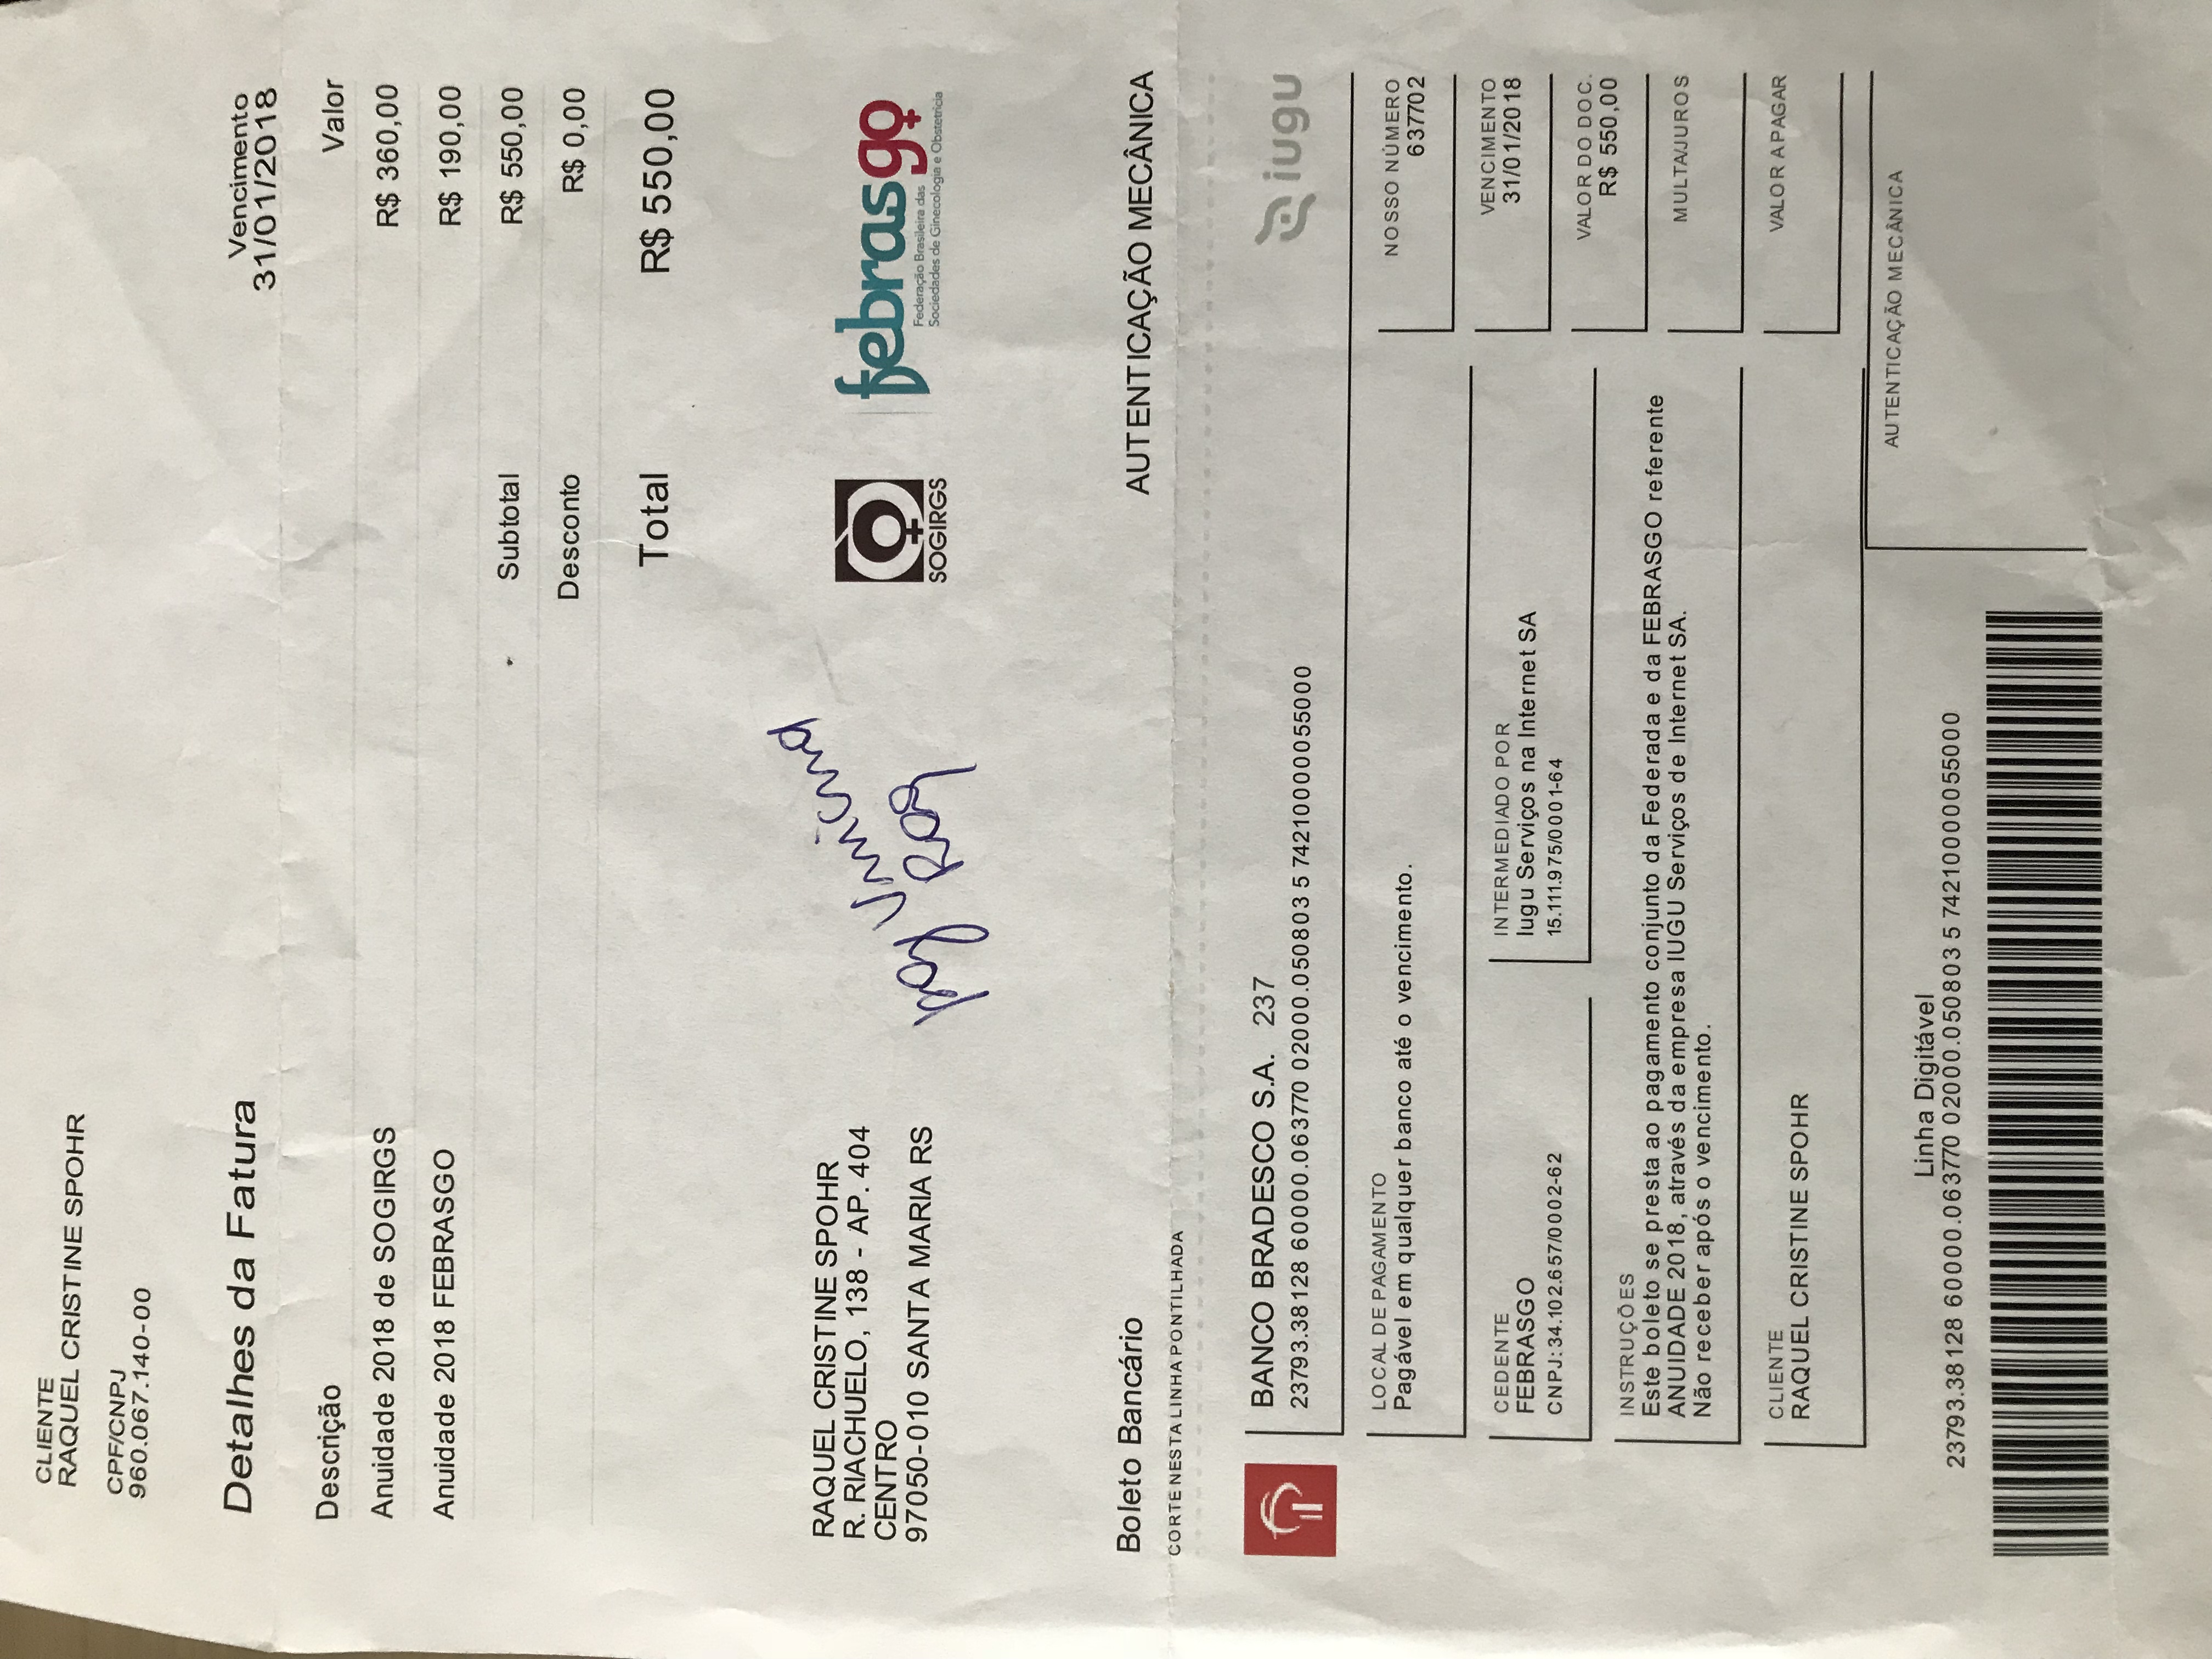 CLIENTE
RAQUEL CRISTINE SPOHR
CPF/CNPJ
960.067.140-00
Vencimento
31/01/2018
Detalhes da Fatura
Descrição Valor
Anuidade 2018 de SOGIRGS R$ 360,00
Anuidade 2018 FEBRASGO R$ 190,00
Subtotal R$ 550,00
Desconto R$ 0,00
Total R$ 550,00
RAQUEL CRISTINE SPOHR
R. RIACHUELO, 138 - AP. 404
CENTRO
97050-010 SANTA MARIA RS
SOGIRGS
febrasgo
Federação Brasileira das
Sociedades de Ginecologia e Obstetrícia
Boleto Bancário AUTENTICAÇÃO MECÂNICA
CORTE NESTA LINHA PONTILHADA
BANCO BRADESCO S.A. 237
23793.38128 60000.063770 02000.050803 5 74210000055000
iugu
LOCAL DE PAGAMENTO
Pagável em qualquer banco até o vencimento.
NOSSO NÚMERO
637702
CEDENTE
FEBRASGO
CNPJ:34.102.657/0002-62
INTERMEDIADO POR
Iugu Serviços na Internet SA
15.111.975/0001-64
VENCIMENTO
31/01/2018
VALOR DO DOC.
R$ 550,00
INSTRUÇÕES
Este boleto se presta ao pagamento conjunto da Federada e da FEBRASGO referente
ANUIDADE 2018, através da empresa IUGU Serviços de Internet SA.
Não receber após o vencimento.
MULTA/JUROS
CLIENTE
RAQUEL CRISTINE SPOHR
VALOR A PAGAR
AUTENTICAÇÃO MECÂNICA
Linha Digitável
23793.38128 60000.063770 02000.050803 5 74210000055000